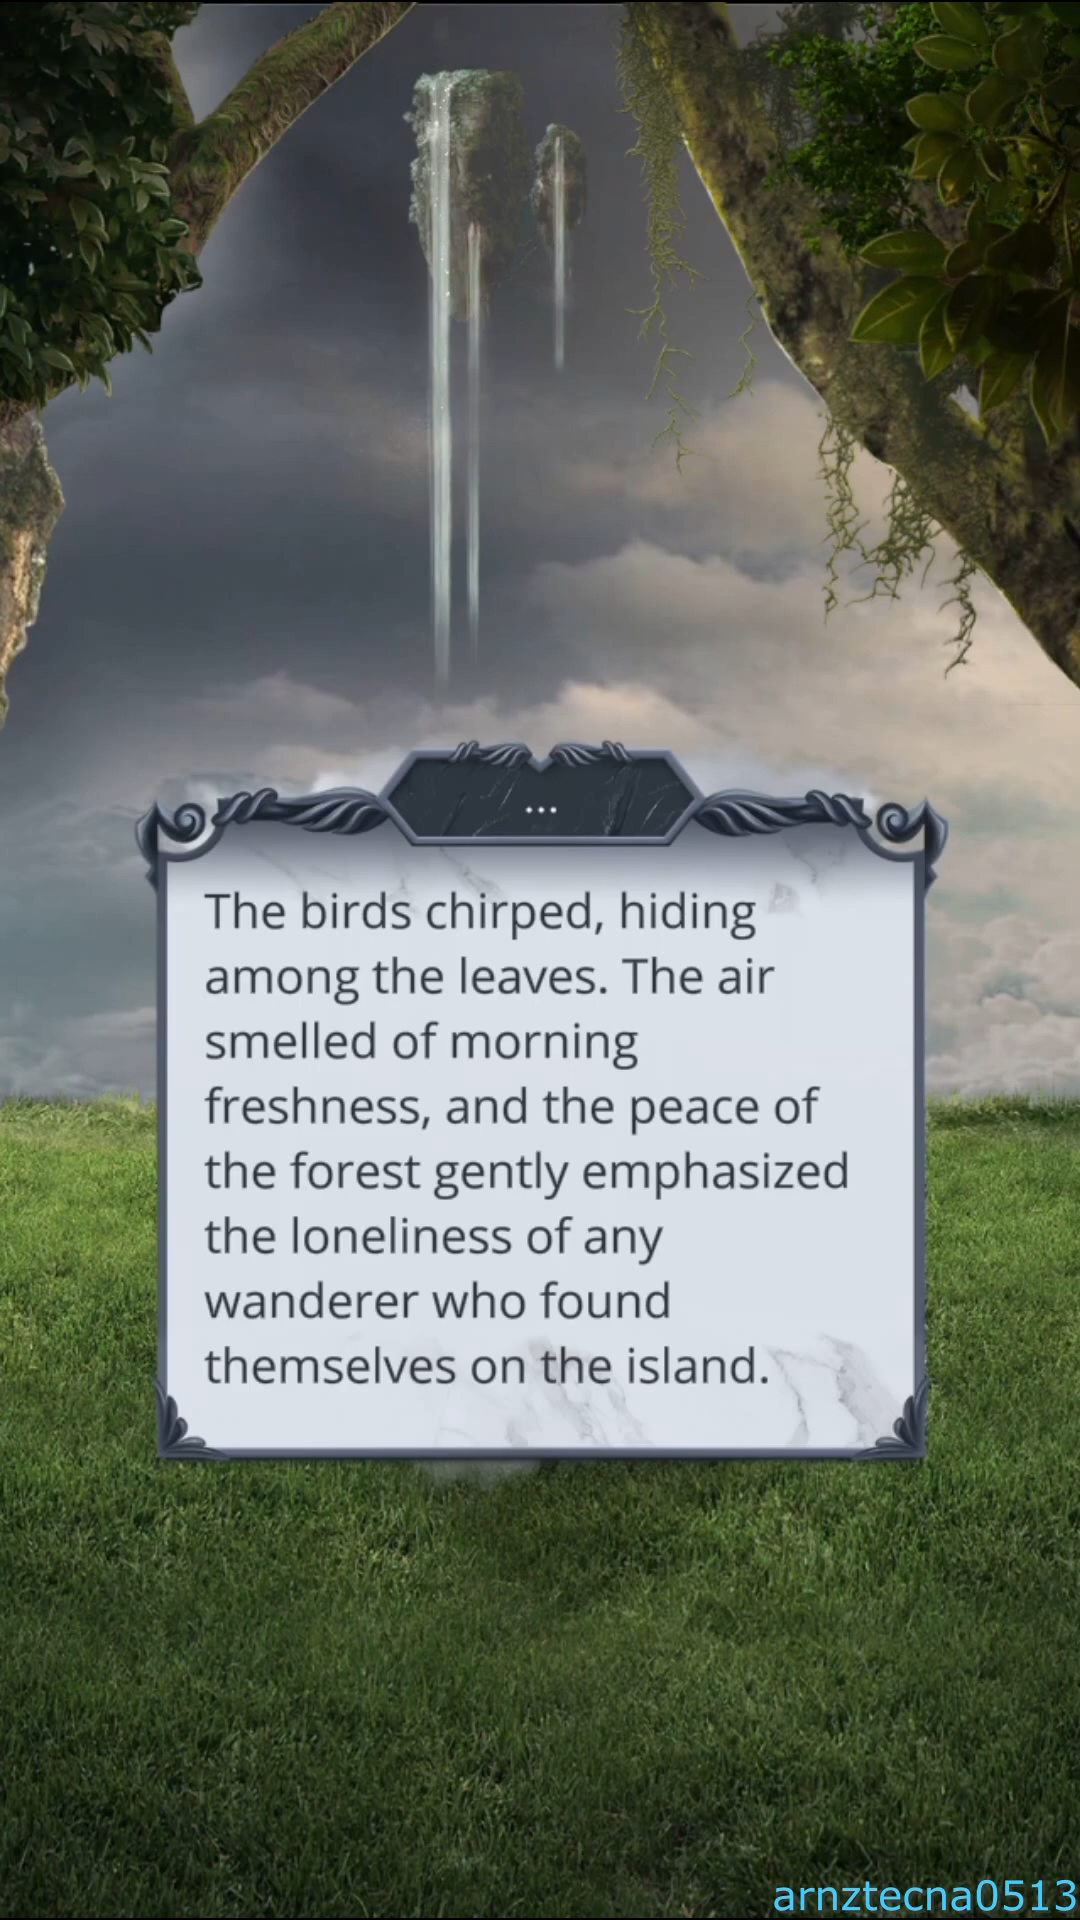 ...
The birds chirped, hiding
among the leaves. The air
smelled of morning
freshness, and the peace of
the forest gently emphasized
the loneliness of any
wanderer who found
themselves on the island.
arnztecna0513